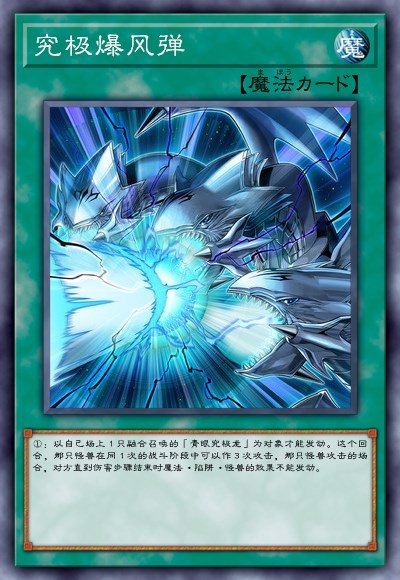 究极爆风弹
魔
【魔法カード】
ま ほう
①：以自己场上１只融合召唤的「青眼究极龙」为对象才能发动。这个回
合，那只怪兽在同１次的战斗阶段中可以作３次攻击，那只怪兽攻击的场
合，对方直到伤害步骤结束时魔法·陷阱·怪兽的效果不能发动。